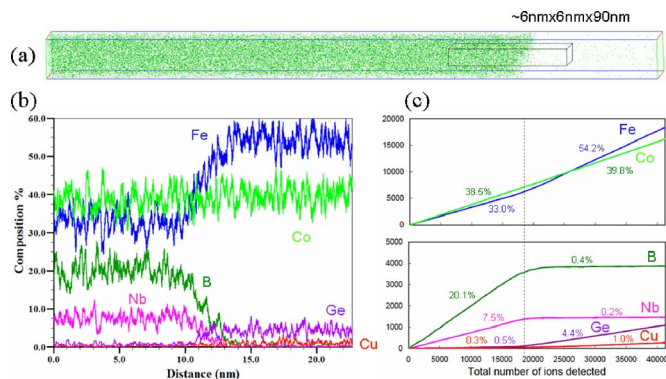 ~6nmx6nmx90nm
(a)
(b)
(c)
60.0
50.0
40.0
30.0
20.0
10.0
0.0
Composition %
Fe
Co
B
Nb
Ge
Cu
0.0 5.0 10.0 15.0 20.0
Distance (nm)
20000
15000
10000
5000
0
Fe
54.2%
Co
39.8%
38.5%
33.0%
5000
4000
3000
2000
1000
0
B
0.4%
20.1%
Nb
0.2%
7.5%
Ge
4.4%
Cu
0.3% 0.5% 1.0%
0 5000 10000 15000 20000 25000 30000 35000 40000
Total number of ions detected